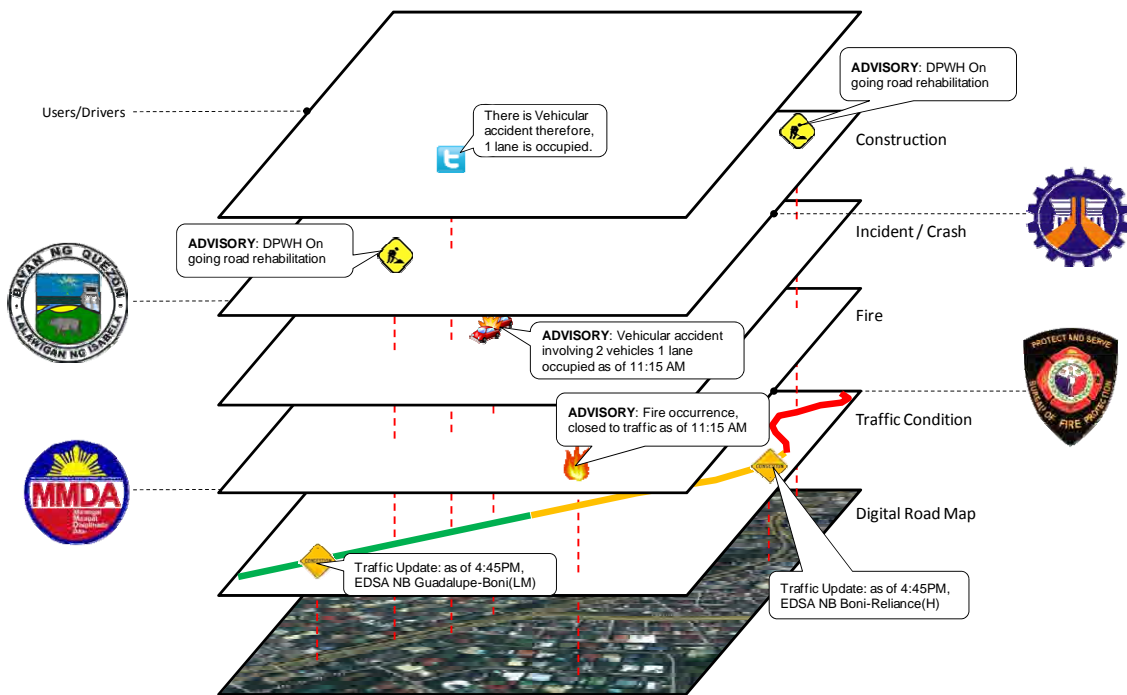 ADVISORY: DPWH On
going road rehabilitation
Users/Drivers
There is Vehicular
accident therefore,
1 lane is occupied.
Construction
ADVISORY: DPWH On
going road rehabilitation
Incident / Crash
BAYAN NG QUEZON
LALAWIGAN NG ISABELA
Fire
ADVISORY: Vehicular accident
involving 2 vehicles 1 lane
occupied as of 11:15 AM
PROTECT AND SERVE
BUREAU OF FIRE PROTECTION
ADVISORY: Fire occurrence,
closed to traffic as of 11:15 AM
Traffic Condition
MMDA
Digital Road Map
Traffic Update: as of 4:45PM,
EDSA NB Guadalupe-Boni(LM)
Traffic Update: as of 4:45PM,
EDSA NB Boni-Reliance(H)